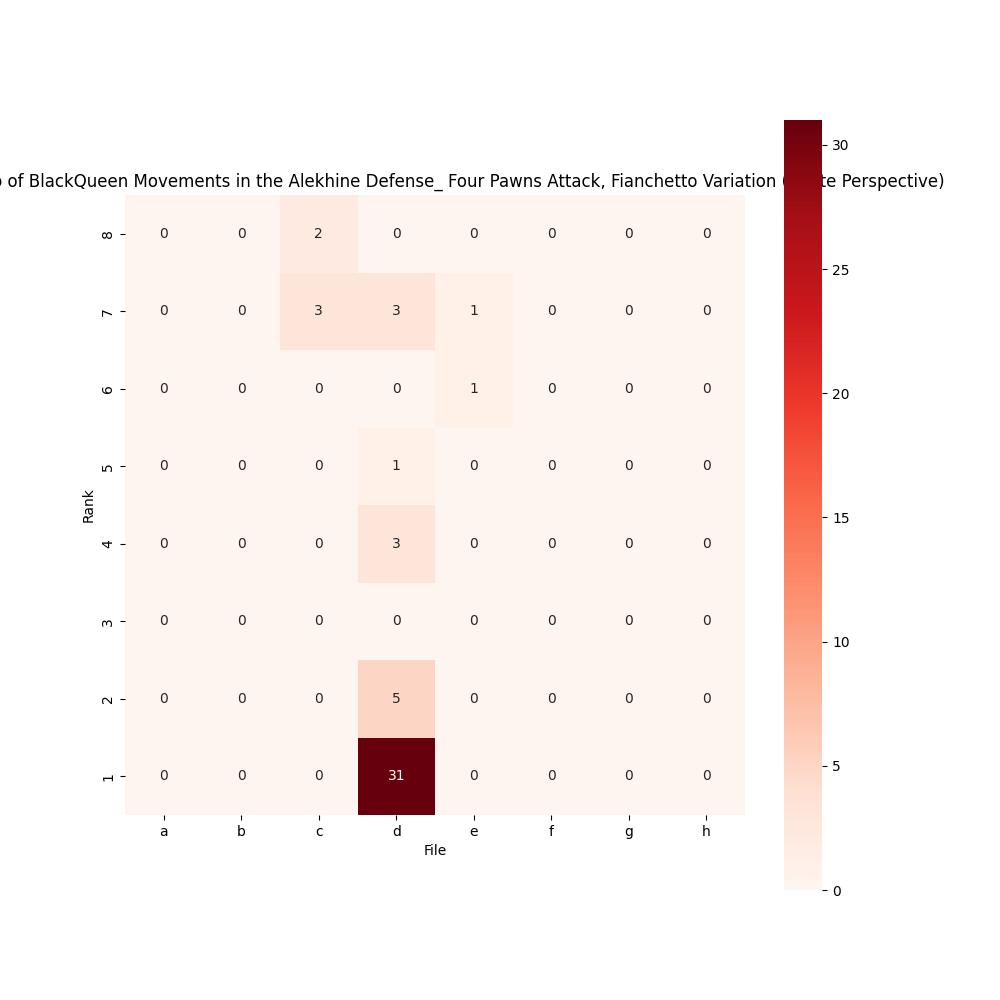 of BlackQueen Movements in the Alekhine Defense_ Four Pawns Attack, Fianchetto Variation ( Perspective)
8 0 0 2 0 0 0 0 0
7 0 0 3 3 1 0 0 0
6 0 0 0 0 1 0 0 0
5 0 0 0 1 0 0 0 0
4 0 0 0 3 0 0 0 0
3 0 0 0 0 0 0 0 0
2 0 0 0 5 0 0 0 0
1 0 0 0 31 0 0 0 0
a b c d e f g h
File
Rank
30
25
20
15
10
5
0